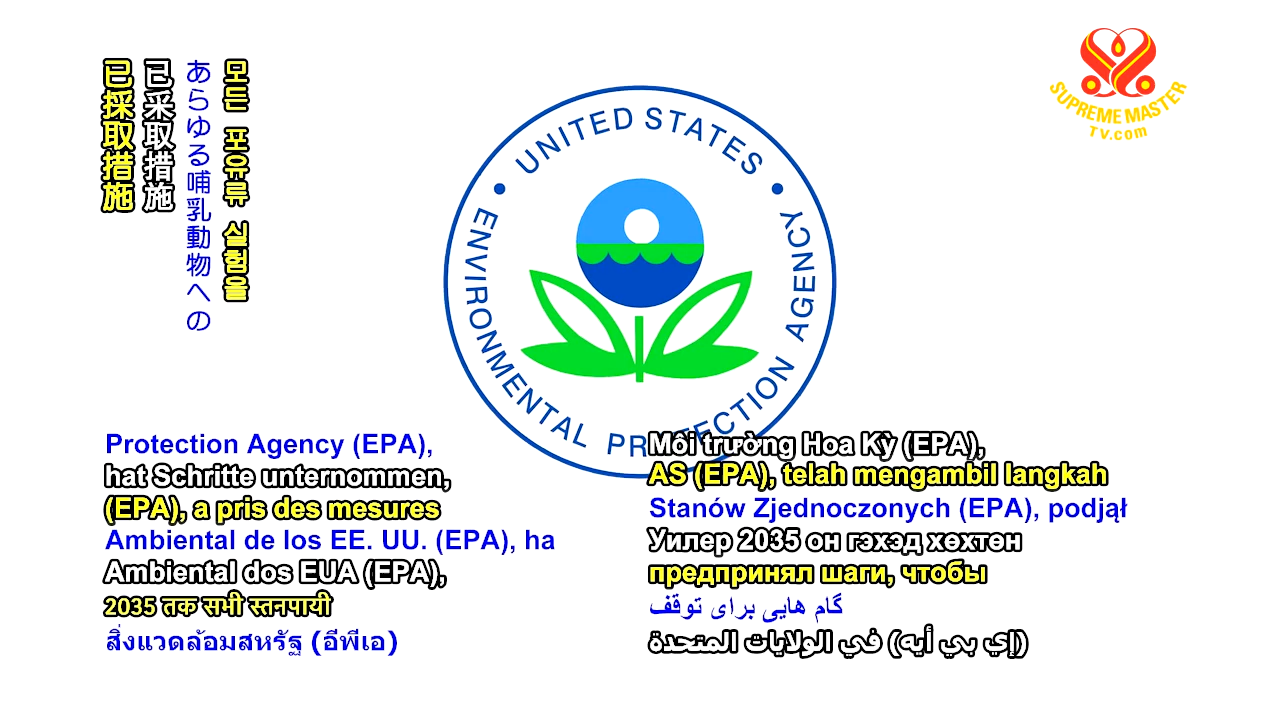 已採取措施
已采取措施
あらゆる哺乳動物への
모든 포유류 실험을
UNITED STATES
ENVIRONMENTAL PROTECTION AGENCY
SUPREME MASTER
TV.com
Protection Agency (EPA),
hat Schritte unternommen,
(EPA), a pris des mesures
Ambiental de los EE. UU. (EPA), ha
Ambiental dos EUA (EPA),
2035 तक सभी स्तनपायी
สิ่งแวดล้อมสหรัฐ (อีพีเอ)
Môi trường Hoa Kỳ (EPA),
AS (EPA), telah mengambil langkah
Stanów Zjednoczonych (EPA), podjął
Уилер 2035 он гэхэд хөхтөн
предпринял шаги, чтобы
گام هایی برای توقف
(إي بي أيه) في الولايات المتحدة